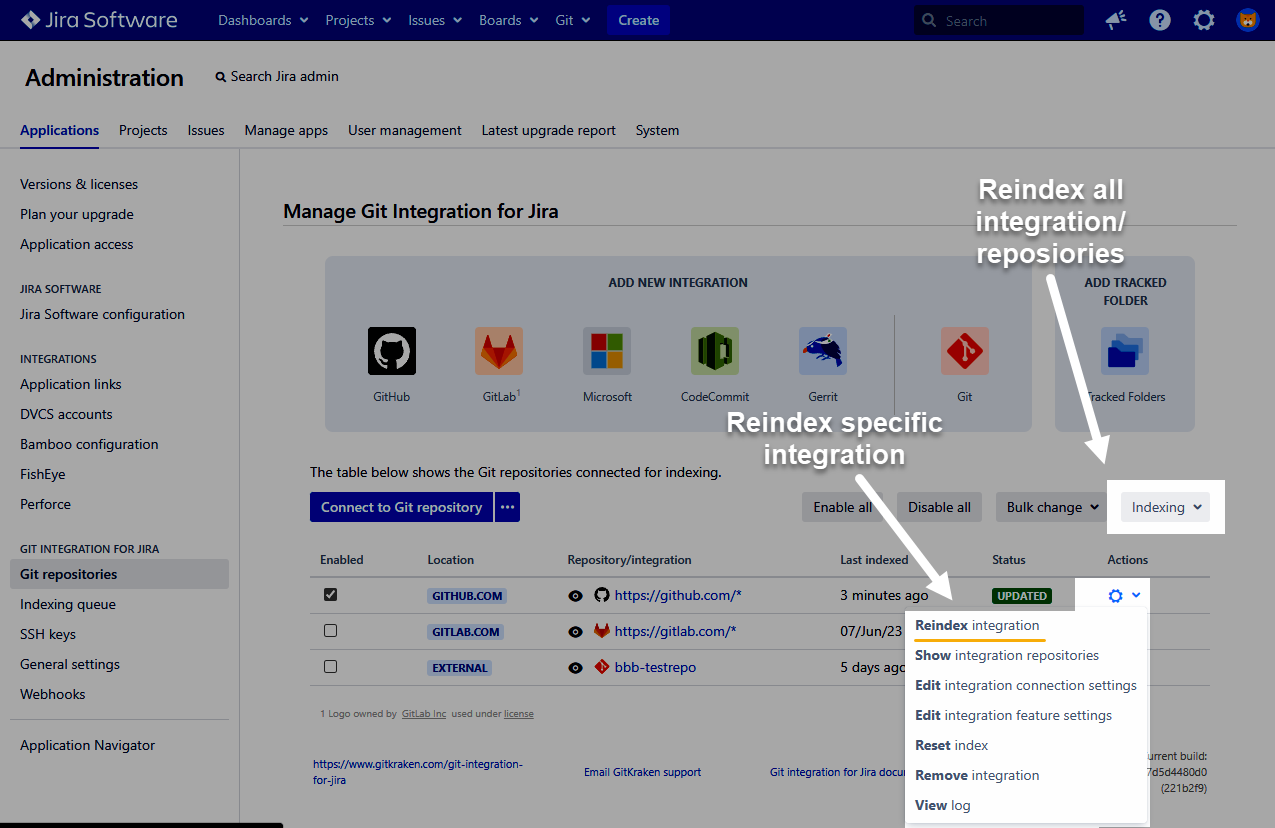 Jira Software Dashboards Projects Issues Boards Git Create Search
Administration Search Jira admin
Applications Projects Issues Manage apps User management Latest upgrade report System
Versions & licenses
Plan your upgrade
Application access
JIRA SOFTWARE
Jira Software configuration
INTEGRATIONS
Application links
DVCS accounts
Bamboo configuration
FishEye
Perforce
GIT INTEGRATION FOR JIRA
Git repositories
Indexing queue
SSH keys
General settings
Webhooks
Application Navigator
Manage Git Integration for Jira
Reindex all
integration/
reposiories
ADD NEW INTEGRATION
GitHub GitLab1 Microsoft CodeCommit Gerrit Git
ADD TRACKED
FOLDER
Tracked Folders
Reindex specific
integration
The table below shows the Git repositories connected for indexing.
Connect to Git repository ••• Enable all Disable all Bulk change Indexing
Enabled Location Repository/integration Last indexed Status Actions
GITHUB.COM https://github.com/* 3 minutes ago UPDATED
GITLAB.COM https://gitlab.com/* 07/Jun/23
EXTERNAL bbb-testrepo 5 days ago
Reindex integration
Show integration repositories
Edit integration connection settings
Edit integration feature settings
Reset index
Remove integration
View log
1 Logo owned by GitLab Inc used under license
https://www.gitkraken.com/git-integration-
for-jira
Email GitKraken support
Git integration for Jira docu
urrent build:
7d5d4480d0
(221b2f9)